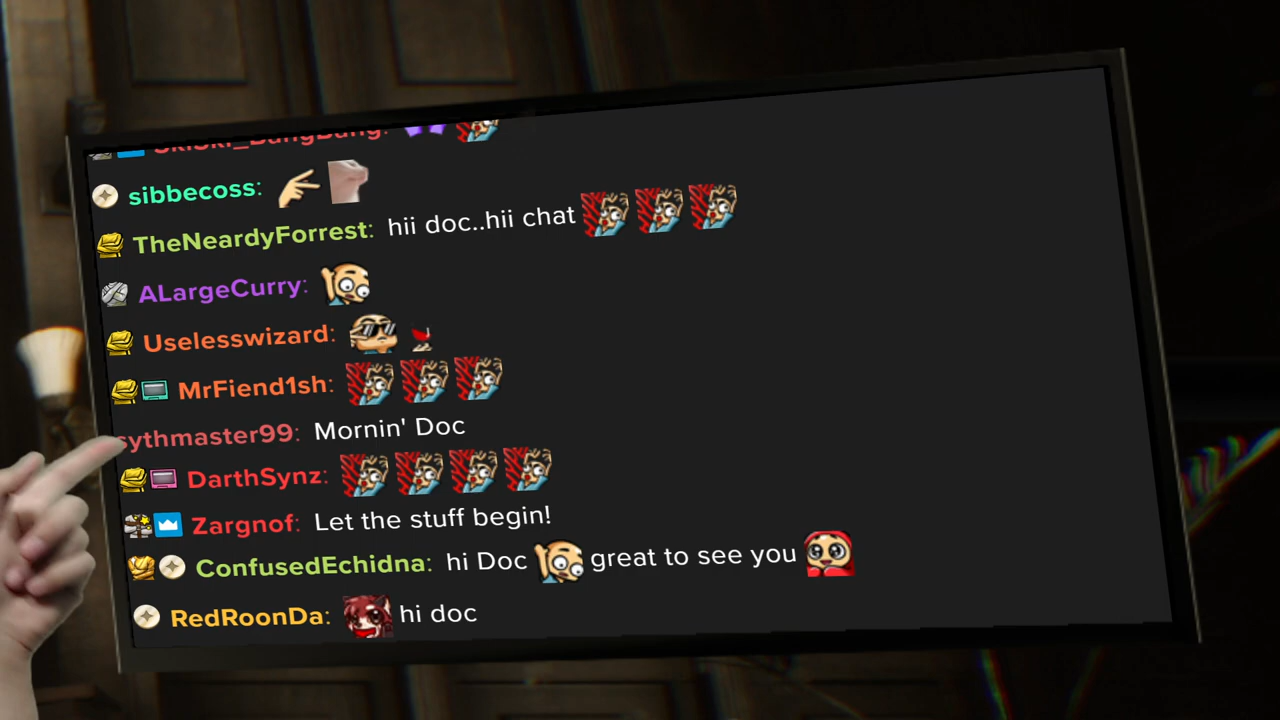 sibbecoss:
TheNeardyForrest: hii doc..hii chat
ALargeCurry:
Uselesswizard:
MrFiend1sh:
sythmaster99: Mornin' Doc
DarthSynz:
Zargnof: Let the stuff begin!
ConfusedEchidna: hi Doc great to see you
RedRoonDa: hi doc